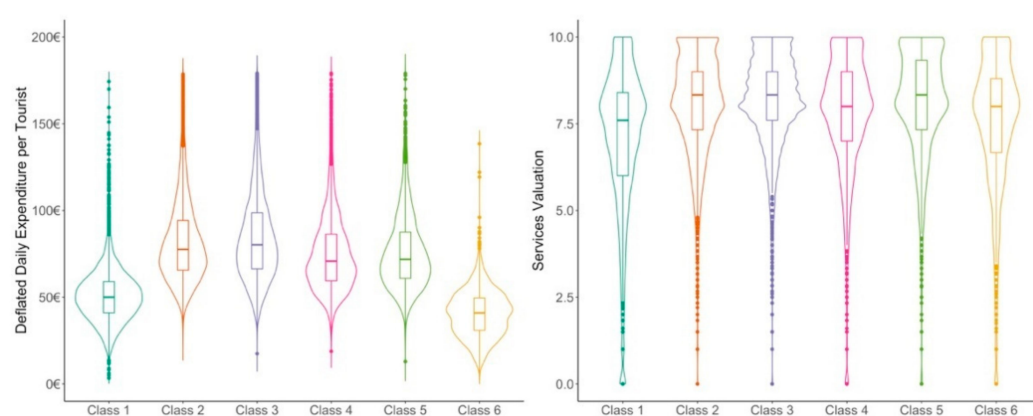 Deflated Daily Expenditure per Tourist
200€
150€
100€
50€
0€
Class 1 Class 2 Class 3 Class 4 Class 5 Class 6
Services Valuation
10.0
7.5
5.0
2.5
0.0
Class 1 Class 2 Class 3 Class 4 Class 5 Class 6